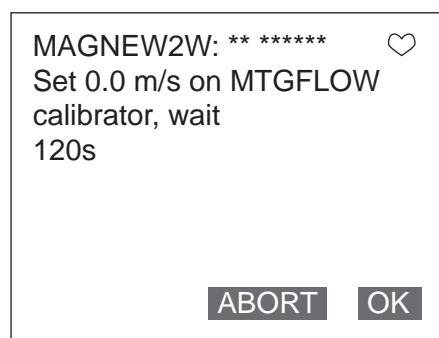 MAGNEW2W: ** ******
Set 0.0 m/s on MTGFLOW
calibrator, wait
120s
ABORT OK